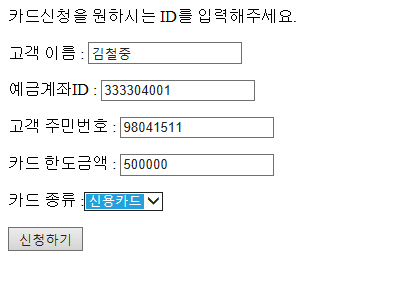 카드신청을 원하시는 ID를 입력해주세요.
고객 이름 : 김철중
예금계좌ID : 333304001
고객 주민번호 : 98041511
카드 한도금액 : 500000
카드 종류 : 신용카드
신청하기